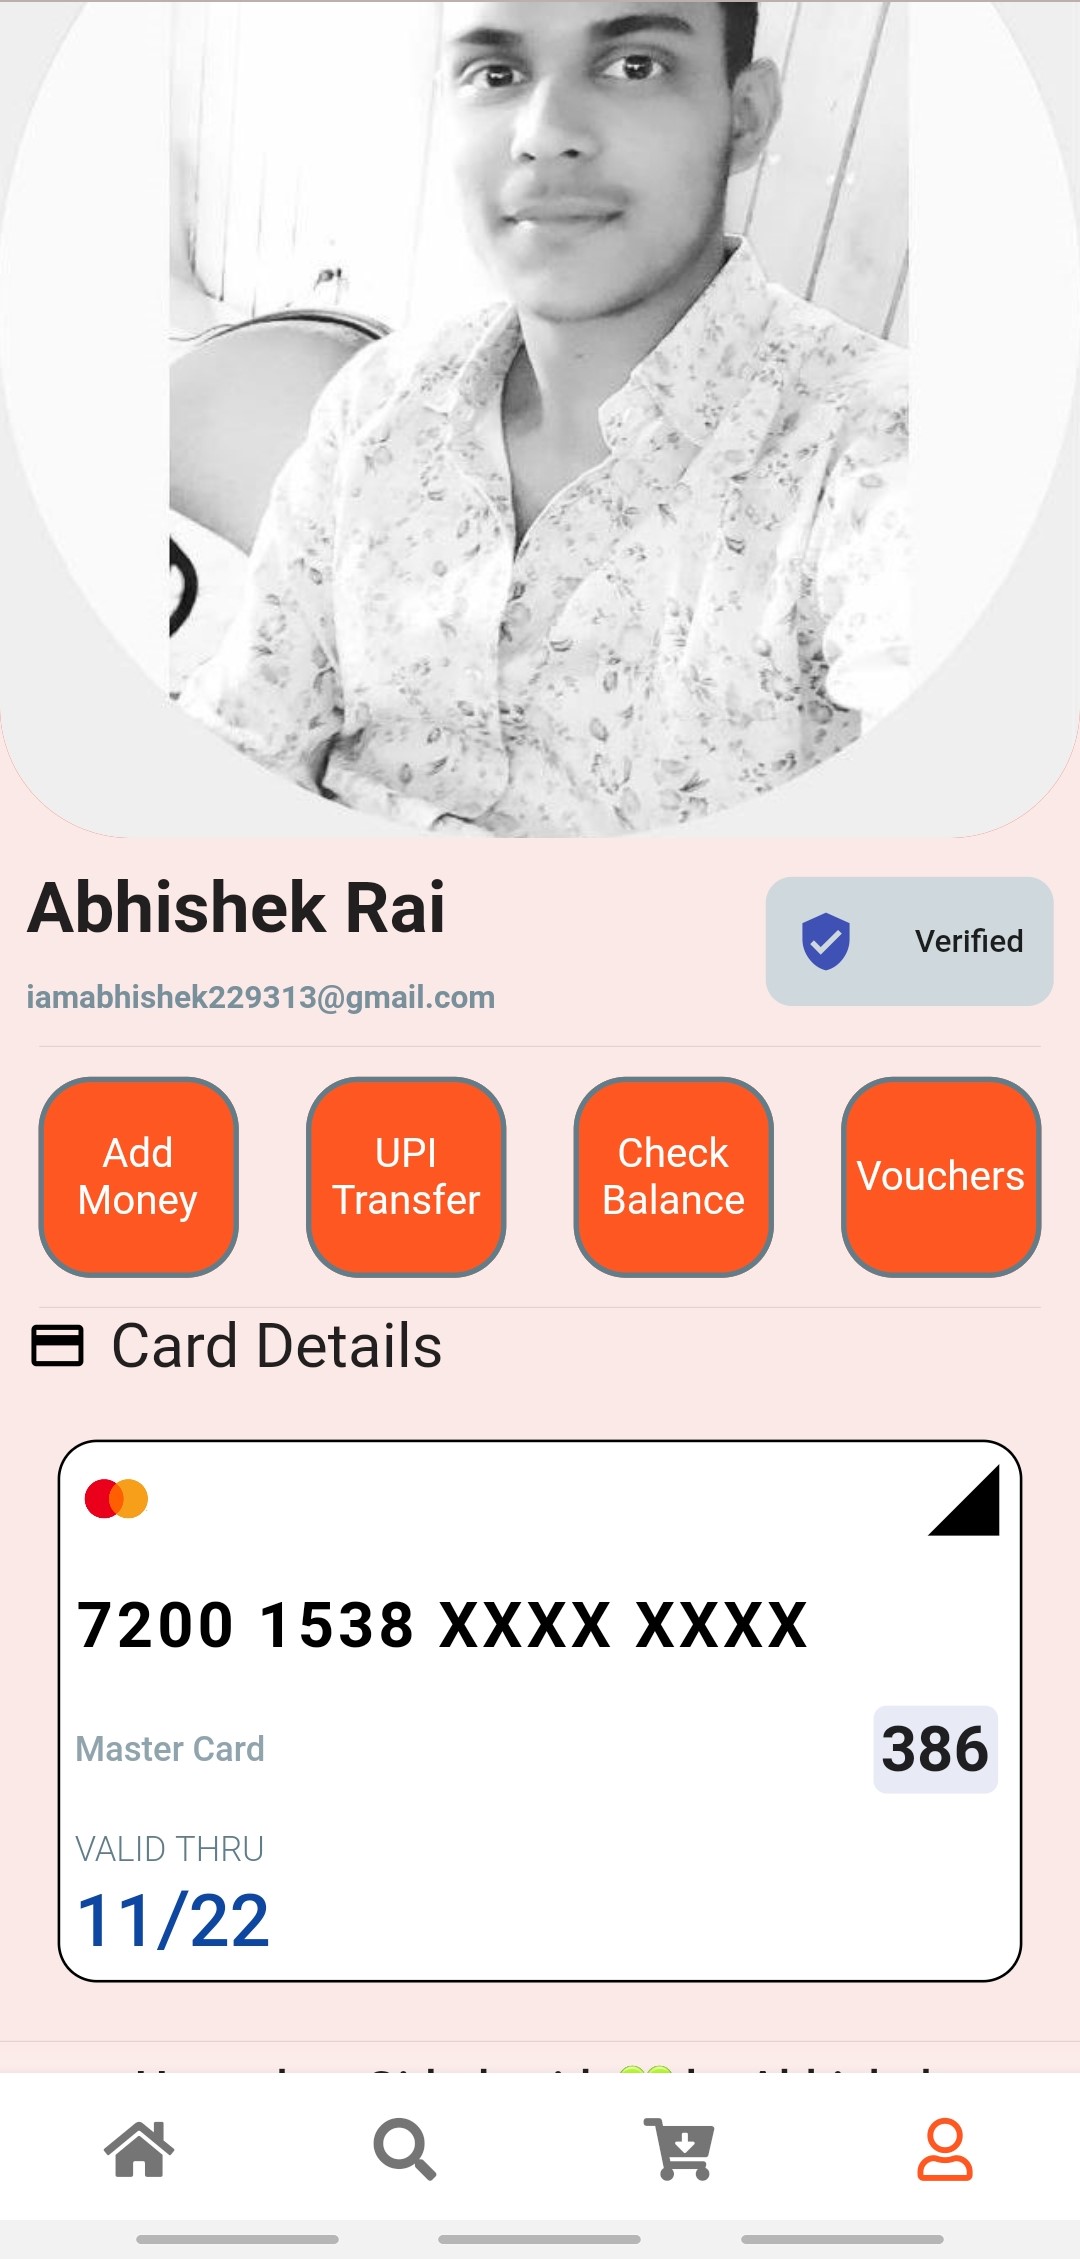 Abhishek Rai
Verified
iamabhishek229313@gmail.com
Add
Money
UPI
Transfer
Check
Balance
Vouchers
Card Details
7200 1538 XXXX XXXX
Master Card
386
VALID THRU
11/22